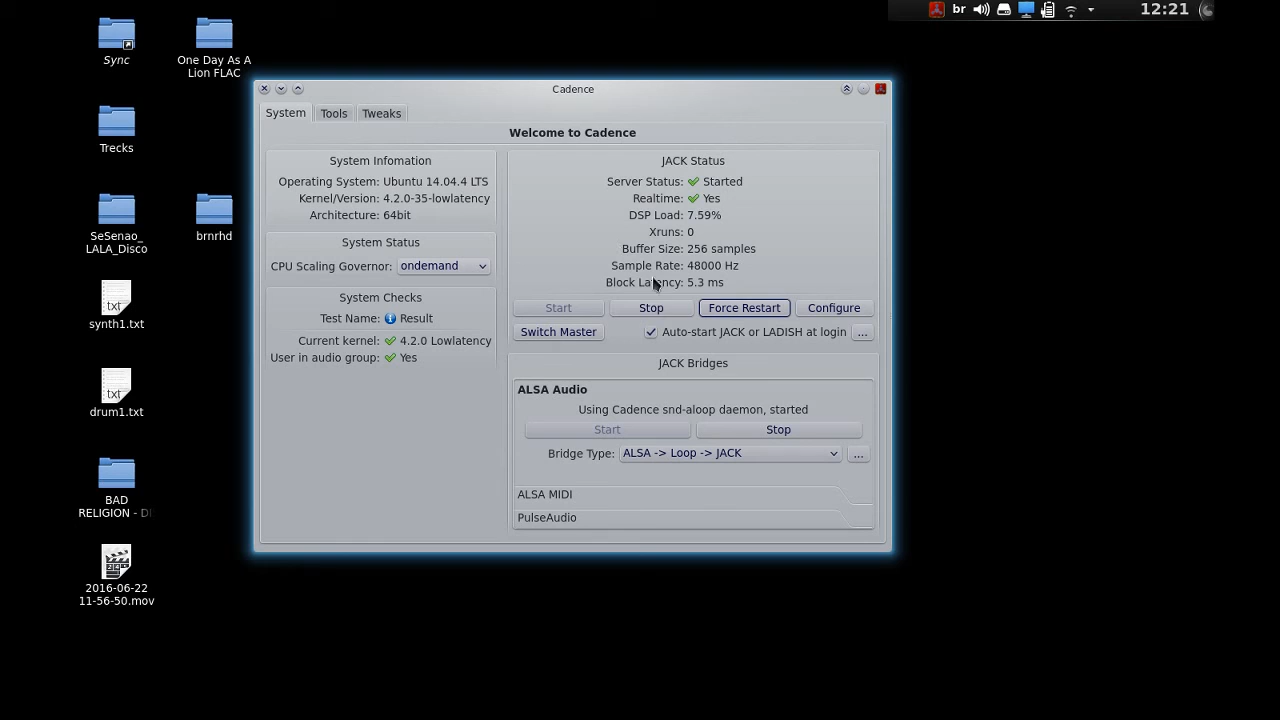 br
12:21
Sync
One Day As A
Lion FLAC
Trecks
SeSenao_
LALA_Disco
brnrhd
synth1.txt
drum1.txt
BAD
RELIGION - D
2016-06-22
11-56-50.mov
txt
txt
Cadence
System
Tools
Tweaks
Welcome to Cadence
System Infomation
Operating System: Ubuntu 14.04.4 LTS
Kernel/Version: 4.2.0-35-lowlatency
Architecture: 64bit
System Status
CPU Scaling Governor: ondemand
System Checks
Test Name: Result
Current kernel: 4.2.0 Lowlatency
User in audio group: Yes
JACK Status
Server Status: Started
Realtime: Yes
DSP Load: 7.59%
Xruns: 0
Buffer Size: 256 samples
Sample Rate: 48000 Hz
Block Latency: 5.3 ms
Start
Stop
Force Restart
Configure
Switch Master
Auto-start JACK or LADISH at login
...
JACK Bridges
ALSA Audio
Using Cadence snd-aloop daemon, started
Start
Stop
Bridge Type: ALSA -> Loop -> JACK
...
ALSA MIDI
PulseAudio